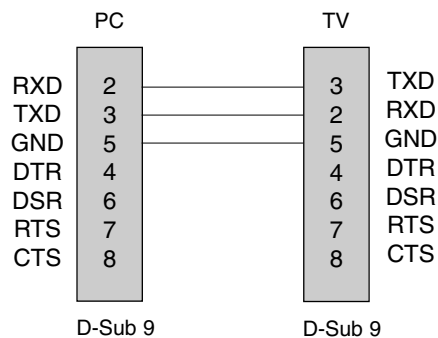 PC TV
RXD 2 3 TXD
TXD 3 2 RXD
GND 5 5 GND
DTR 4 4 DTR
DSR 6 6 DSR
RTS 7 7 RTS
CTS 8 8 CTS
D-Sub 9 D-Sub 9